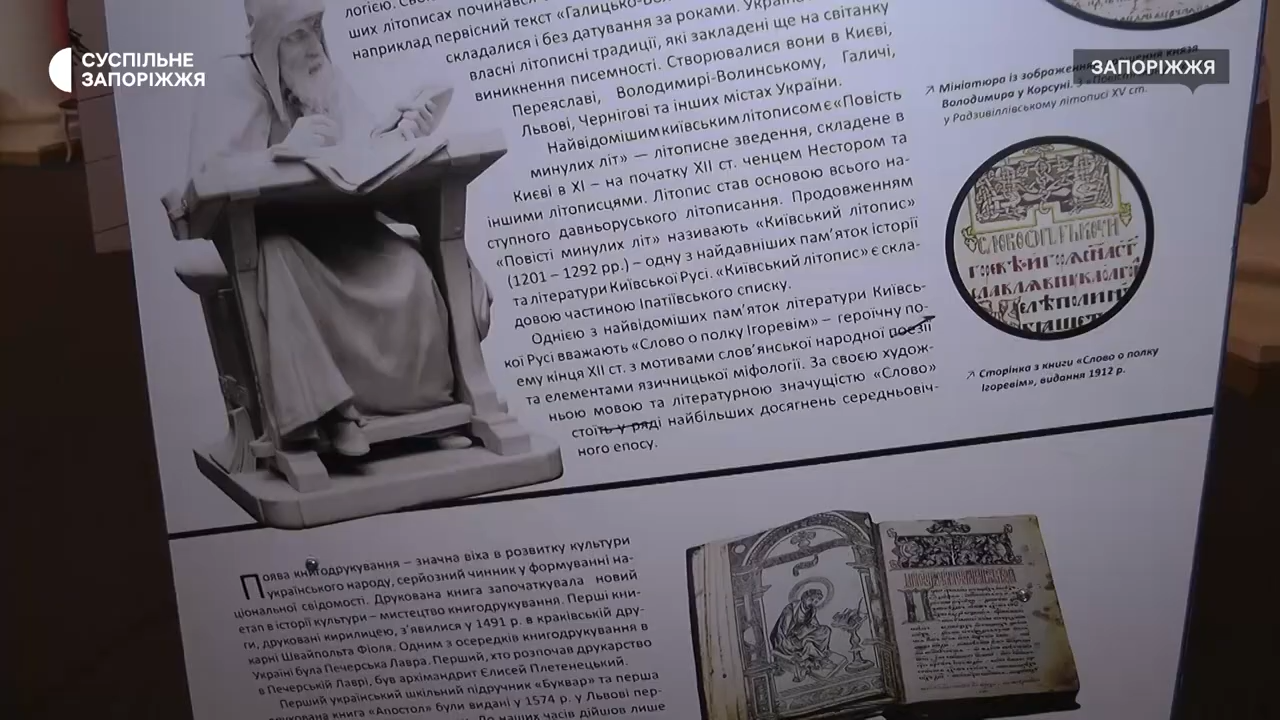 СУСПІЛЬНЕ
ЗАПОРІЖЖЯ
ЗАПОРІЖЖЯ
логією.
ших літописах починався
наприклад первісний текст
складалися і без датування за роками.
власні літописні традиції, які закладені ще на світанку
виникнення писемності. Створювалися вони в Києві,
Переяславі, Володимирі-Волинському, Галичі,
Львові, Чернігові та інших містах України.
Найвідомішим київським літописом є «Повість
минулих літ» — літописне зведення, складене в
Києві в XI – на початку XII ст. ченцем Нестором та
іншими літописцями. Літопис став основою всього на-
ступного давньоруського літописання. Продовженням
«Повісті минулих літ» називають «Київський літопис»
(1201 – 1292 рр.) – одну з найдавніших пам’яток історії
та літератури Київської Русі. «Київський літопис» є скла-
довою частиною Іпатіївського списку.
Однією з найвідоміших пам’яток літератури Київсь-
кої Русі вважають «Слово о полку Ігоревім» – героїчну по-
ему кінця XII ст. з мотивами слов’янської народної поезії
та елементами язичницької міфології. За своєю худож-
ньою мовою та літературною значущістю «Слово»
стоїть у ряді найбільших досягнень середньовіч-
ного епосу.
Мініатюра із зображенням князя
Володимира у Корсуні.
у Радзивіллівському літописі XV ст.
Сторінка з книги «Слово о полку
Ігоревім», видання 1912 р.
Поява книгодрукування – значна віха в розвитку культури
українського народу, серйозний чинник у формуванні на-
ціональної свідомості. Друкована книга започаткувала новий
етап в історії культури – мистецтво книгодрукування. Перші кни-
ги, друковані кирилицею, з’явилися у 1491 р. в краківській дру-
карні Швайпольта Фіоля. Одним з осередків книгодрукування в
Україні була Печерська Лавра. Перший, хто розпочав друкарство
в Печерській Лаврі, був архімандрит Єлисей Плетенецький.
Перший український шкільний підручник «Буквар» та перша
друкована книга «Апостол» були видані у 1574 р. у Львові пер-
До наших часів дійшов лише